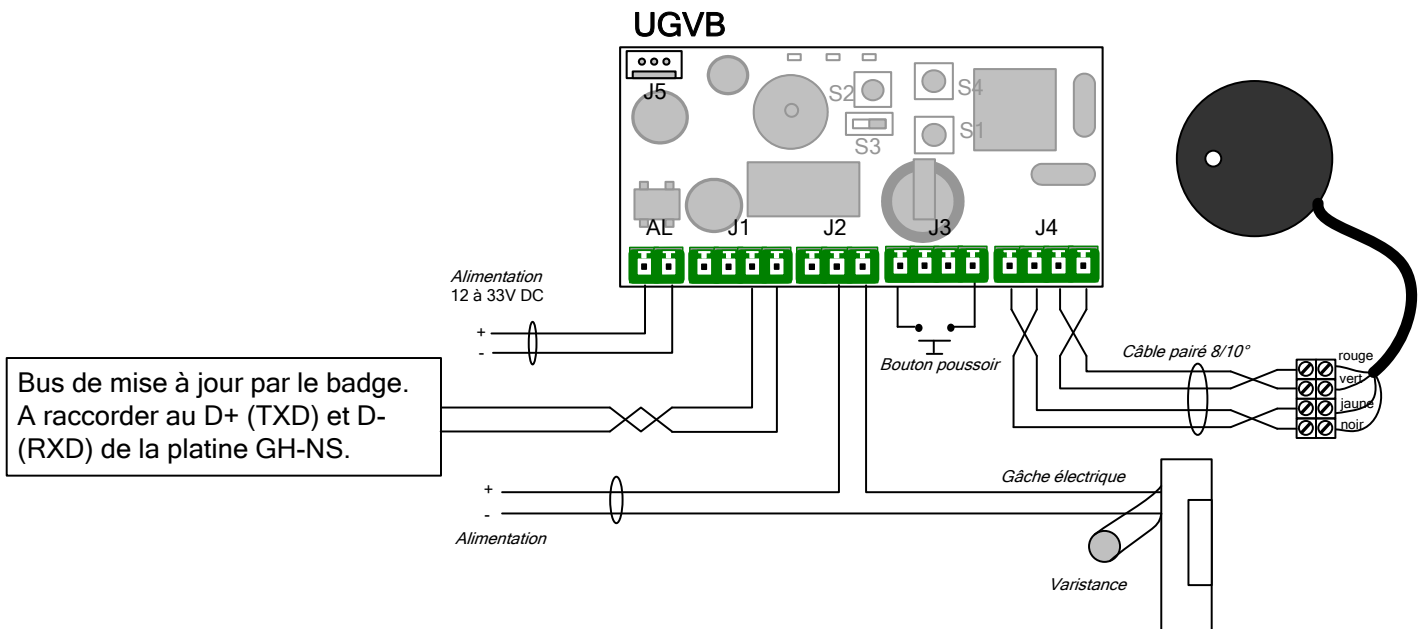 UGVB
J5
S2
S4
S3
S1
AL
J1
J2
J3
J4
Alimentation
12 à 33V DC
+
-
Bouton poussoir
Câble pairé 8/10°
rouge
vert
jaune
noir
Bus de mise à jour par le badge.
A raccorder au D+ (TXD) et D-
(RXD) de la platine GH-NS.
+
-
Alimentation
Gâche électrique
Varistance